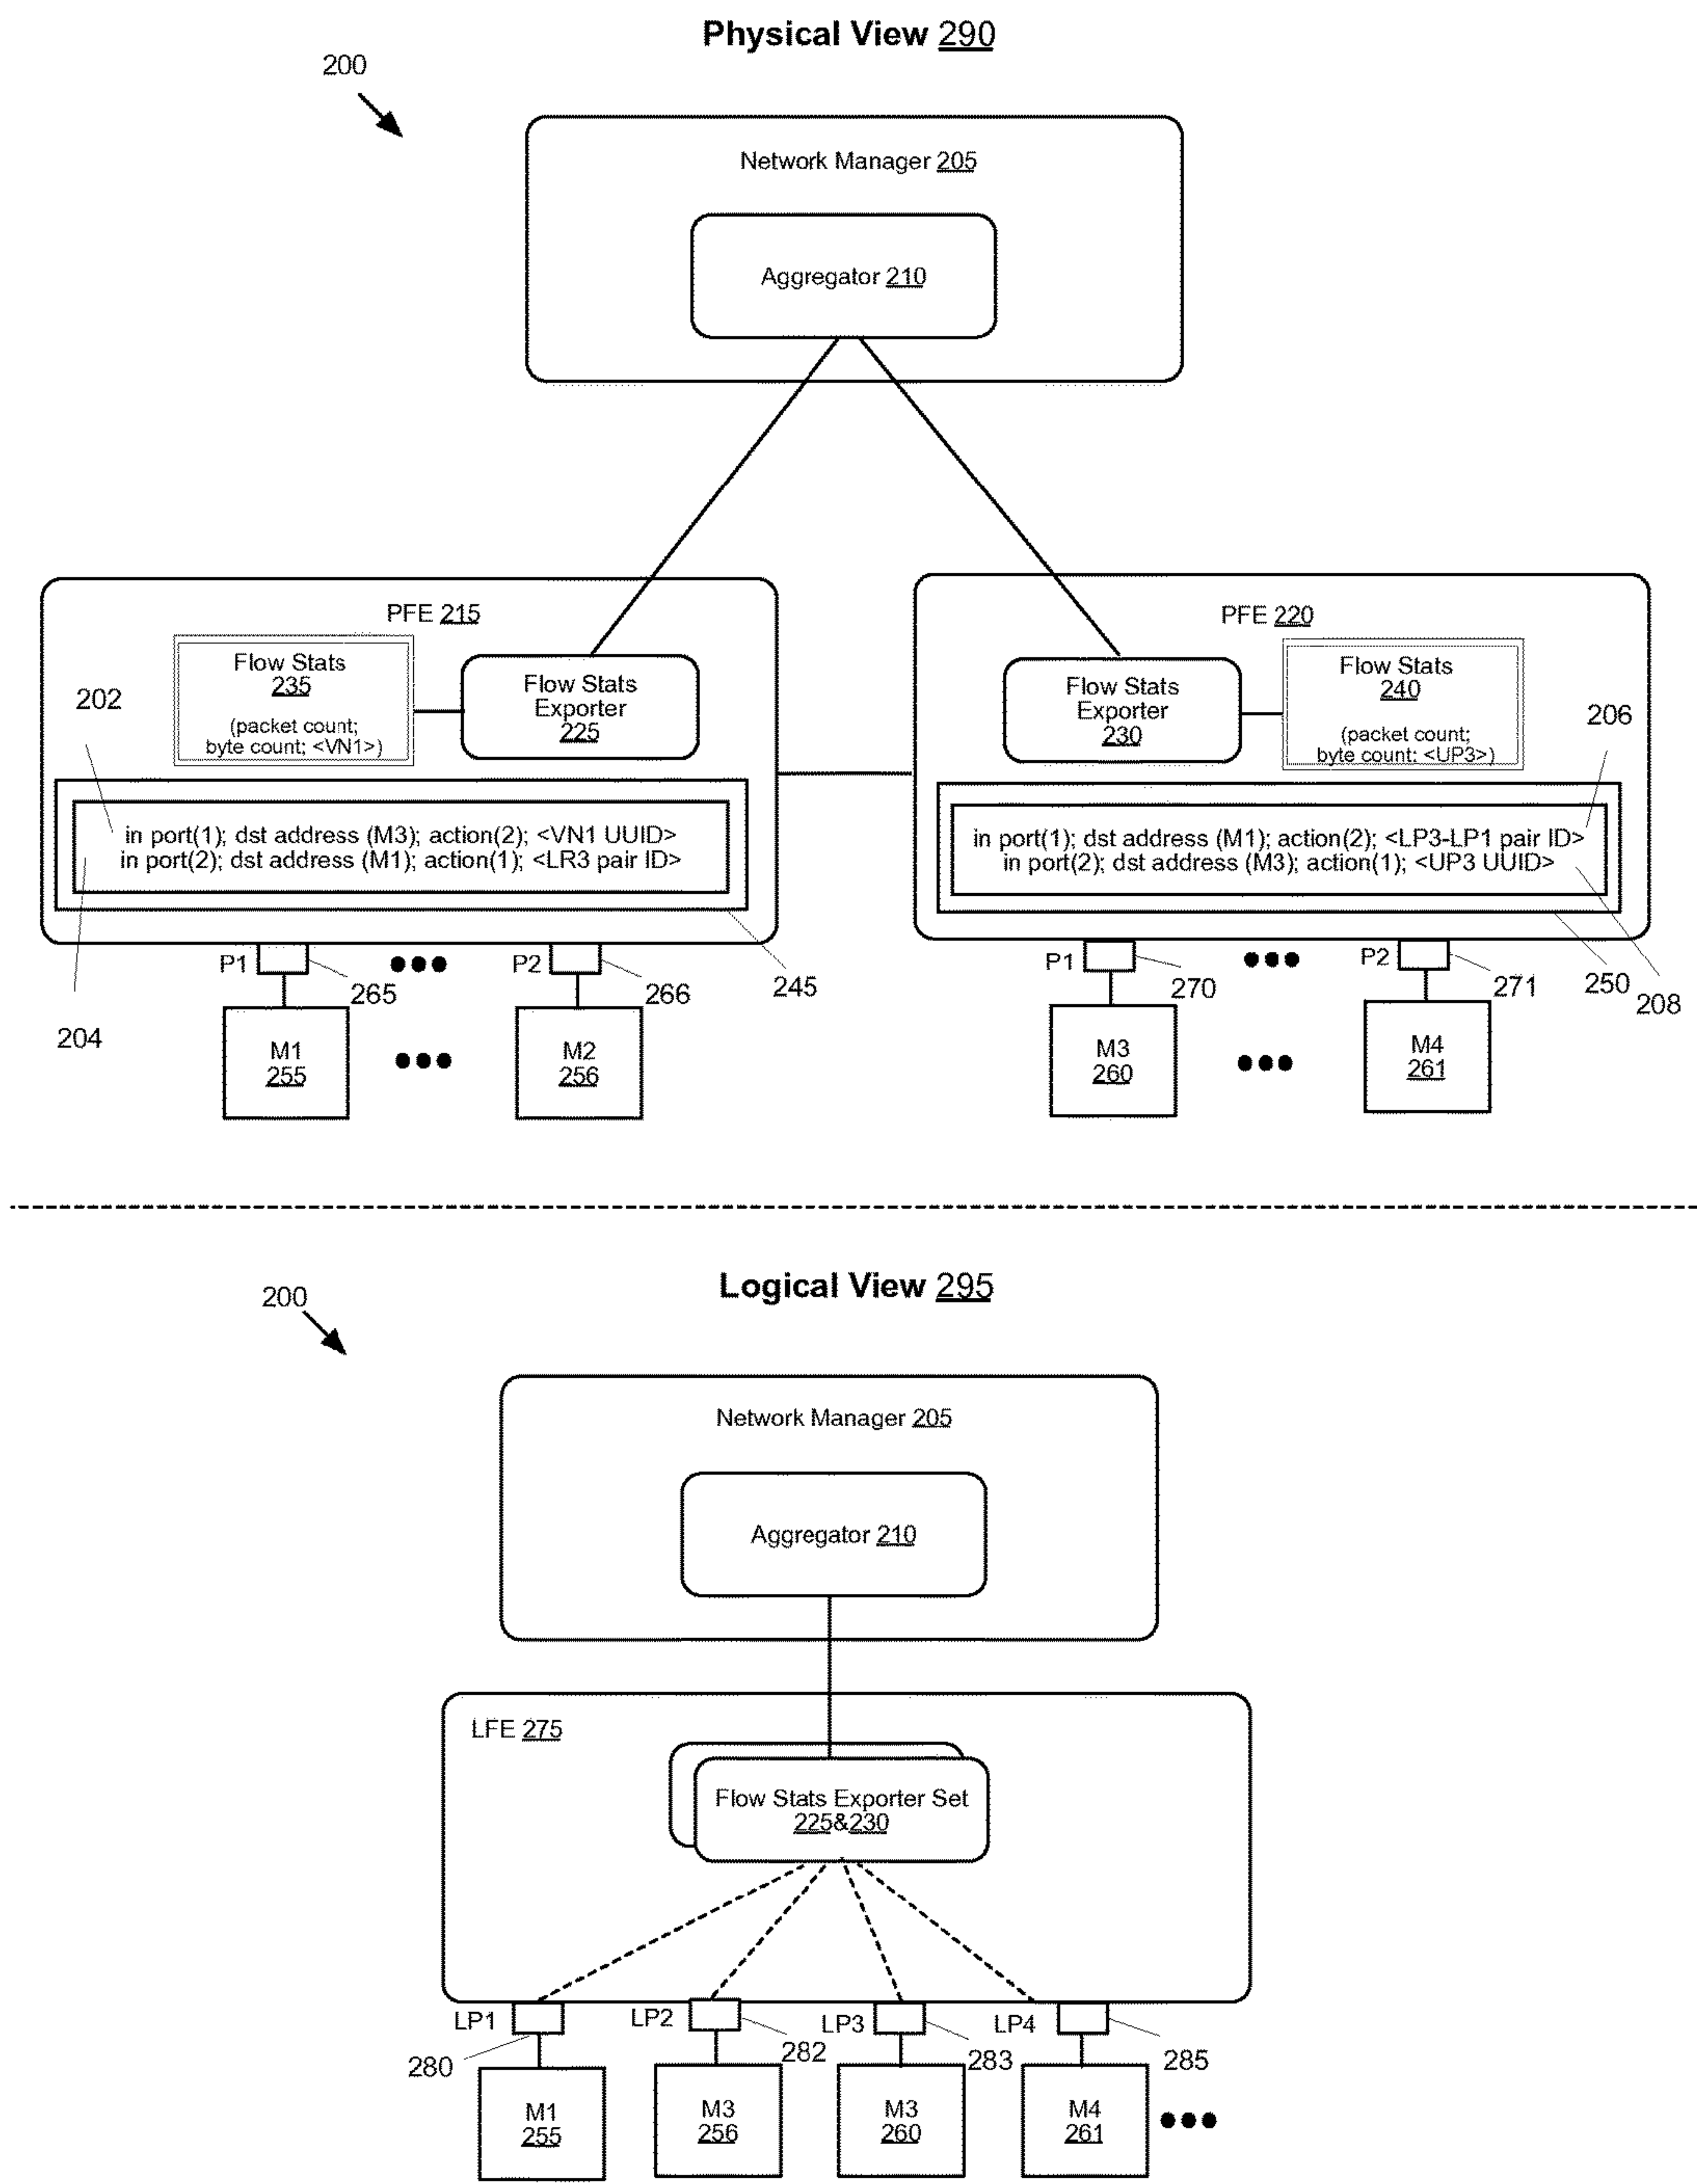 Physical View 290
200
Network Manager 205
Aggregator 210
PFE 215
Flow Stats
235
(packet count;
byte count; <VN1>)
Flow Stats
Exporter
225
202
in port(1); dst address (M3); action(2); <VN1 UUID>
in port(2); dst address (M1); action(1); <LR3 pair ID>
204
P1
265
P2
266
245
M1
255
M2
256
PFE 220
Flow Stats
Exporter
230
Flow Stats
240
(packet count;
byte count; <UP3>)
206
in port(1); dst address (M1); action(2); <LP3-LP1 pair ID>
in port(2); dst address (M3); action(1); <UP3 UUID>
P1
270
P2
271
250
208
M3
260
M4
261
Logical View 295
200
Network Manager 205
Aggregator 210
LFE 275
Flow Stats Exporter Set
225&230
LP1
280
LP2
282
LP3
283
LP4
285
M1
255
M3
256
M3
260
M4
261